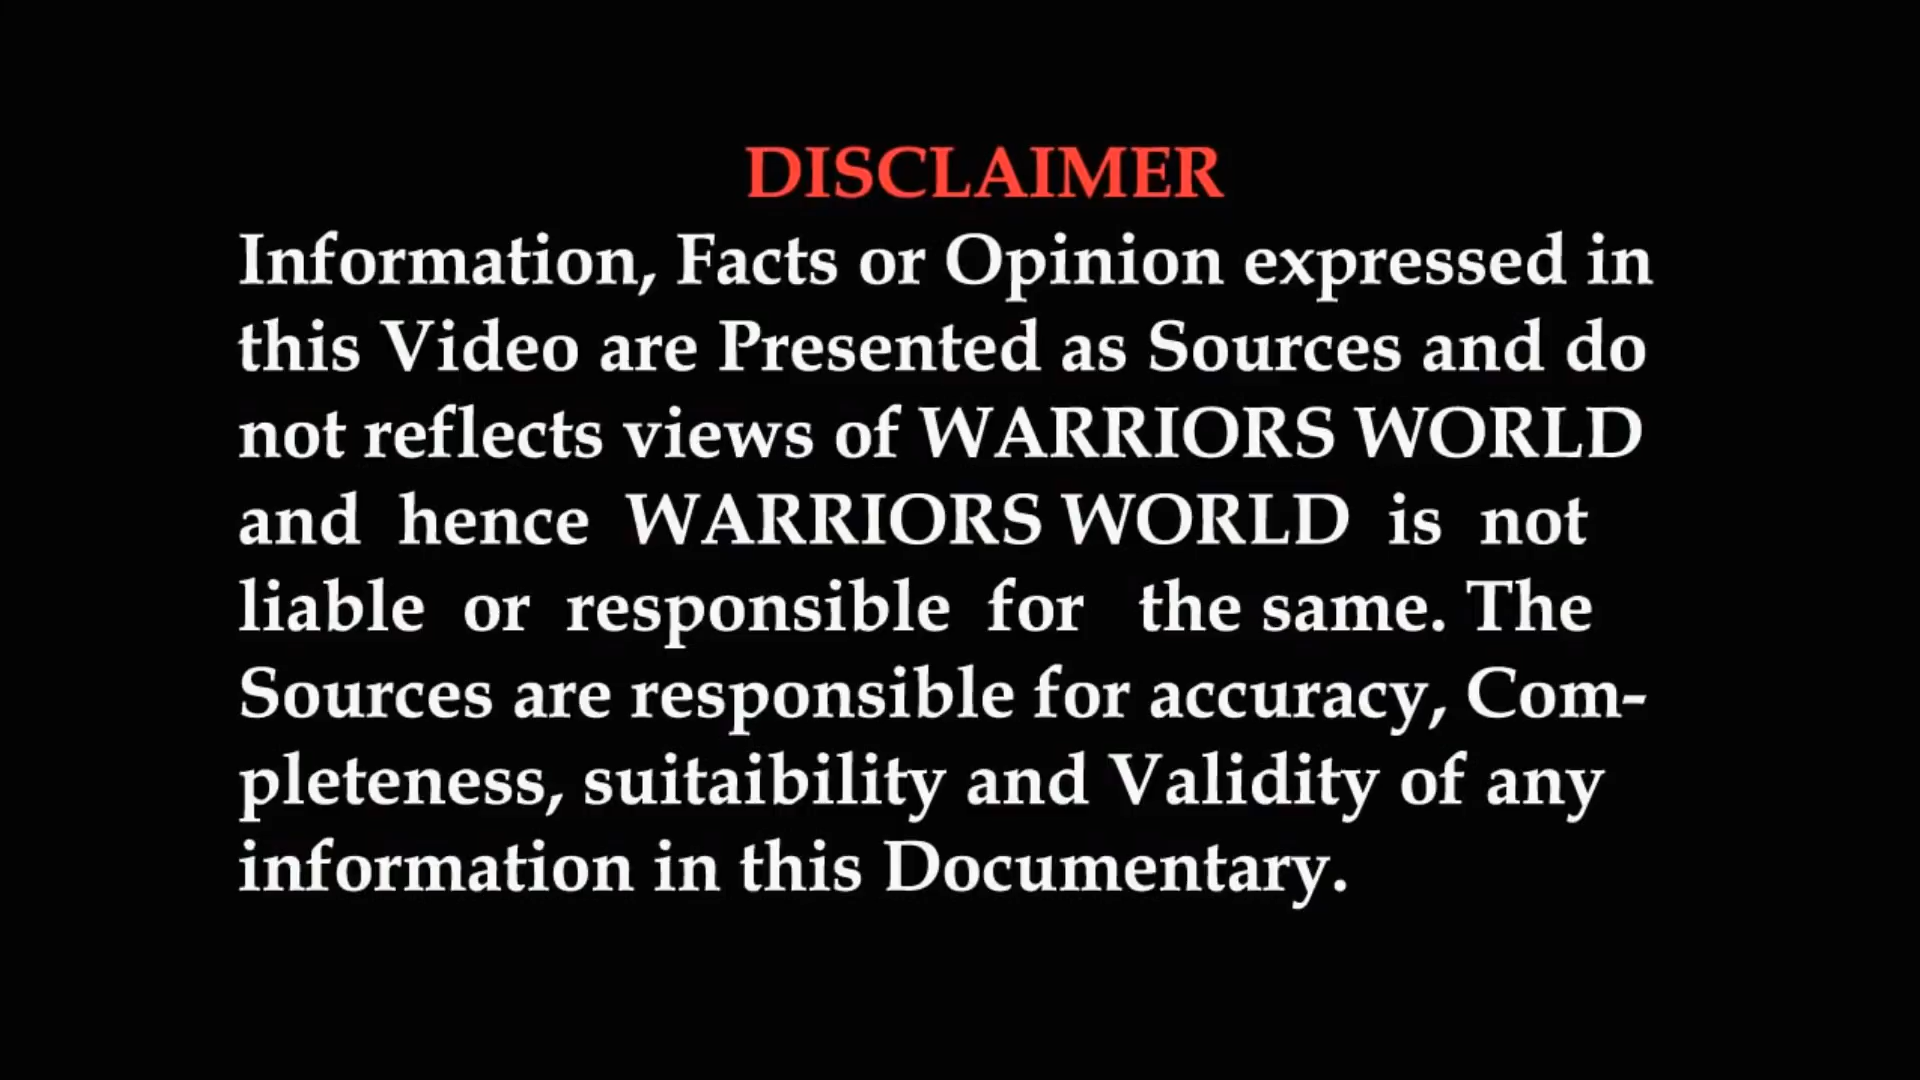 DISCLAIMER
Information, Facts or Opinion expressed in
this Video are Presented as Sources and do
not reflects views of WARRIORS WORLD
and hence WARRIORS WORLD is not
liable or responsible for the same. The
Sources are responsible for accuracy, Com-
pleteness, suitaibility and Validity of any
information in this Documentary.